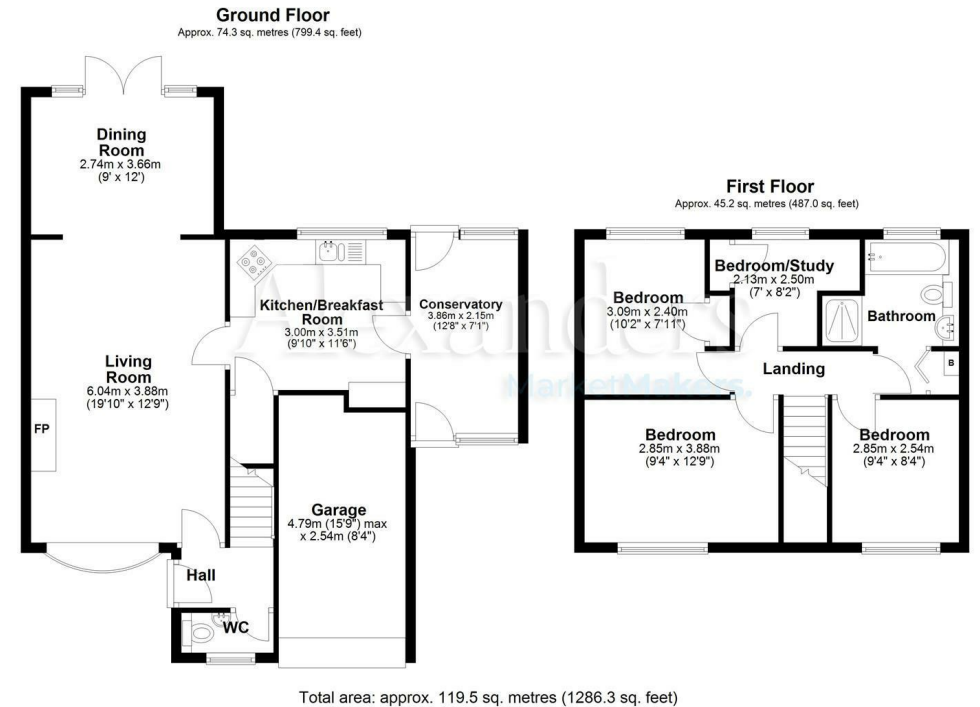 Ground Floor
Approx. 74.3 sq. metres (799.4 sq. feet)
Dining
Room
2.74m x 3.66m
(9' x 12')
Kitchen/Breakfast
Room
3.00m x 3.51m
(9'10" x 11'6")
Conservatory
3.86m x 2.15m
(12'8" x 7'1")
Living
Room
6.04m x 3.88m
(19'10" x 12'9")
FP
Garage
4.79m (15'9") max
x 2.54m (8'4")
Hall
WC
First Floor
Approx. 45.2 sq. metres (487.0 sq. feet)
Bedroom/Study
2.13m x 2.50m
(7' x 8'2")
Bedroom
3.09m x 2.40m
(10'2" x 7'11")
Bathroom
B
Landing
Bedroom
2.85m x 3.88m
(9'4" x 12'9")
Bedroom
2.85m x 2.54m
(9'4" x 8'4")
Alexanders
MarketMakers.
Total area: approx. 119.5 sq. metres (1286.3 sq. feet)